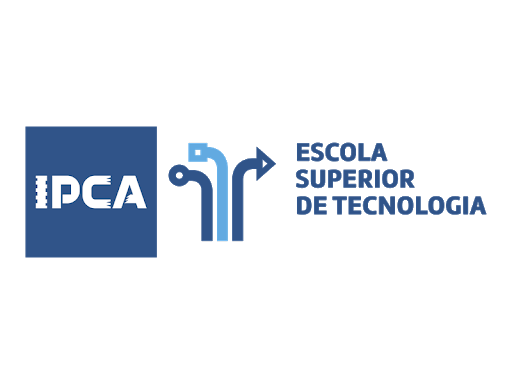 IPCA
ESCOLA
SUPERIOR
DE TECNOLOGIA